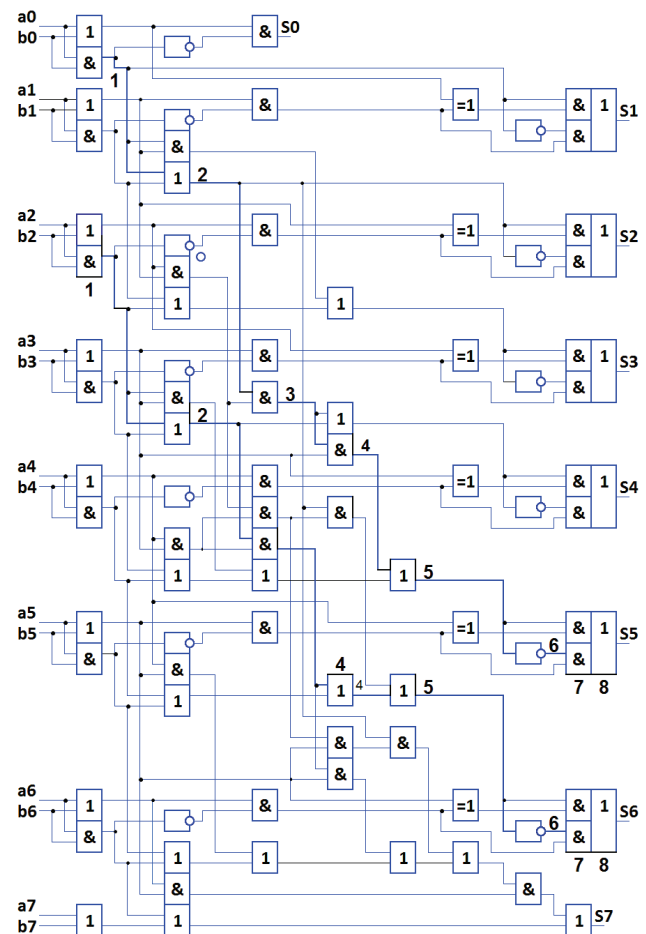 a0 1 & S0
b0
& 1
a1 1 & =1 & 1 S1
b1
& & &
1 2
a2 1 & =1 & 1 S2
b2
& & &
1 1 1
a3 1 & =1 & 1 S3
b3
& & & 3 &
1 2 1
& 4
a4 1 & =1 & 1 S4
b4 &
& & & &
& &
1 1 1 5
a5 1 & =1 & 1 S5
b5
& & 6 &
4 7 8
1 1 4 1 5
& &
&
a6 1 & =1 & 1 S6
b6
& 6 &
1 1 1 1 7 8
& &
a7
b7 1 1 1 S7